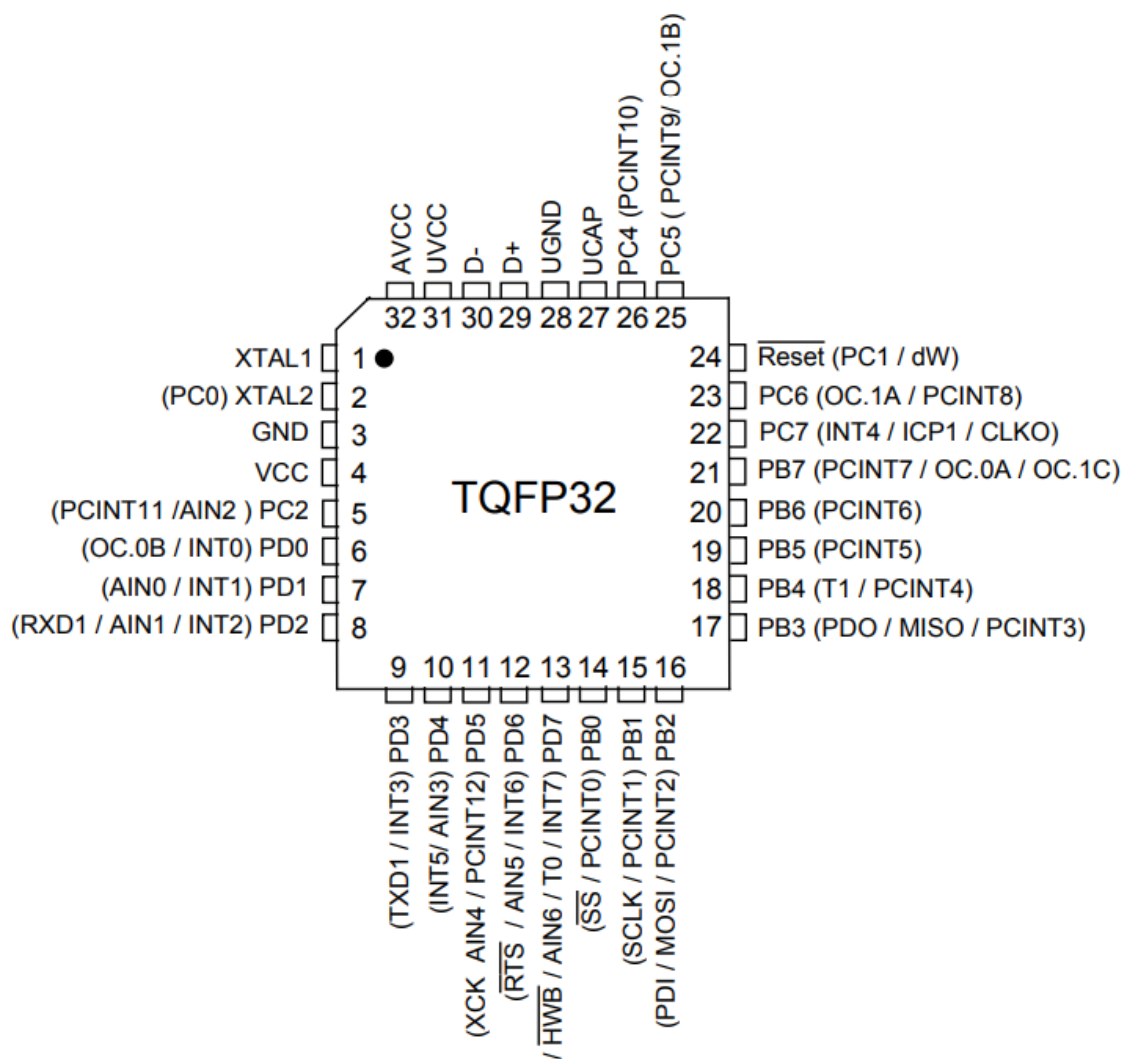 AVCC
UVCC
D-
D+
UGND
UCAP
PC4 (PCINT10)
PC5 ( PCINT9/ OC.1B)
32 31 30 29 28 27 26 25
XTAL1 1
(PC0) XTAL2 2
GND 3
VCC 4
(PCINT11 /AIN2 ) PC2 5
(OC.0B / INT0) PD0 6
(AIN0 / INT1) PD1 7
(RXD1 / AIN1 / INT2) PD2 8
TQFP32
24 Reset (PC1 / dW)
23 PC6 (OC.1A / PCINT8)
22 PC7 (INT4 / ICP1 / CLKO)
21 PB7 (PCINT7 / OC.0A / OC.1C)
20 PB6 (PCINT6)
19 PB5 (PCINT5)
18 PB4 (T1 / PCINT4)
17 PB3 (PDO / MISO / PCINT3)
9 10 11 12 13 14 15 16
(TXD1 / INT3) PD3
(INT5/ AIN3) PD4
(XCK AIN4 / PCINT12) PD5
(RTS / AIN5 / INT6) PD6
/ HWB / AIN6 / T0 / INT7) PD7
(SS / PCINT0) PB0
(SCLK / PCINT1) PB1
(PDI / MOSI / PCINT2) PB2